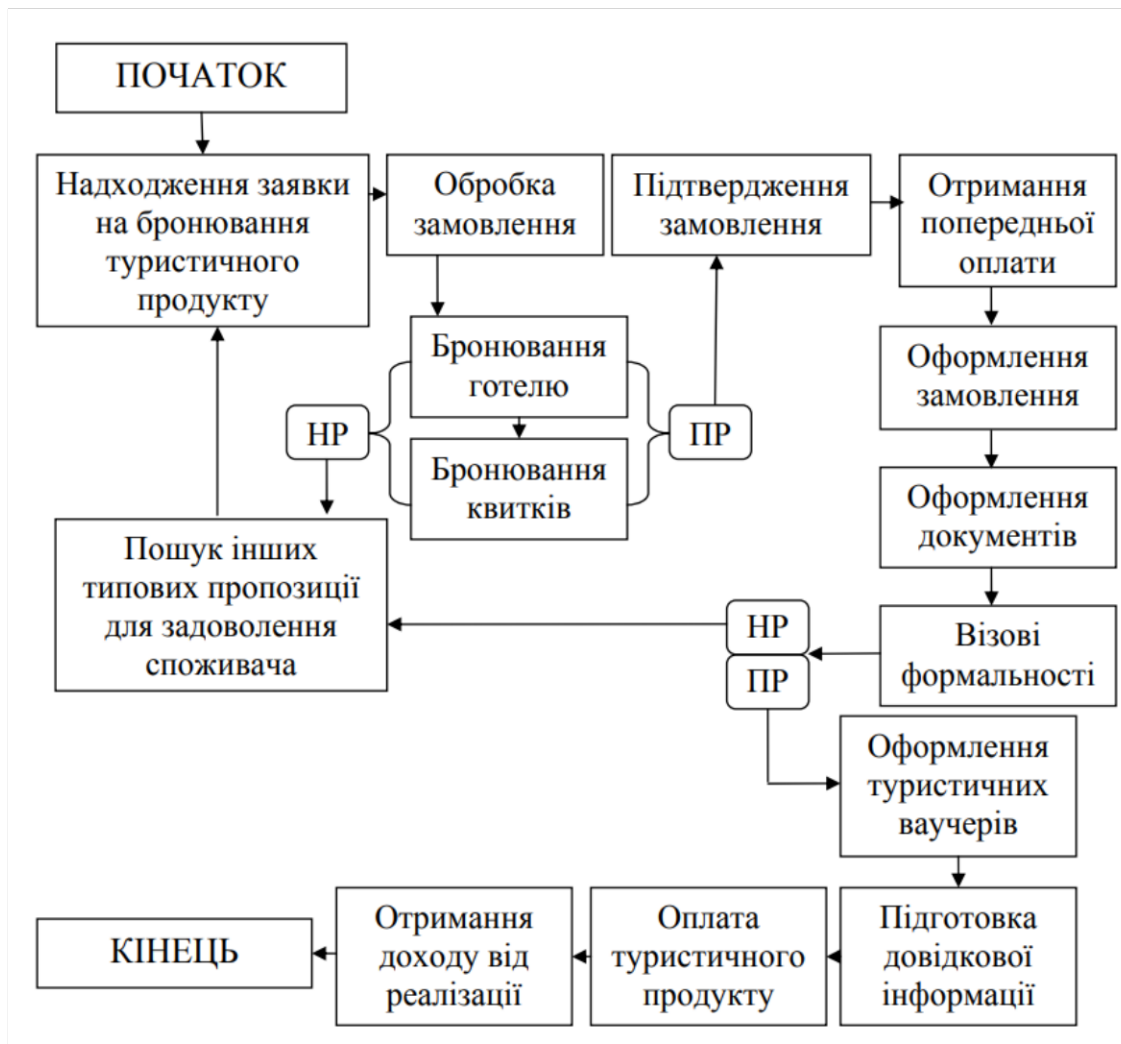 ПОЧАТОК
Надходження заявки
на бронювання
туристичного
продукту
Обробка
замовлення
Підтвердження
замовлення
Отримання
попередньої
оплати
Бронювання
готелю
Оформлення
замовлення
НР
ПР
Бронювання
квитків
Оформлення
документів
Пошук інших
типових пропозиції
для задоволення
споживача
НР
ПР
Візові
формальності
Оформлення
туристичних
ваучерів
КІНЕЦЬ
Отримання
доходу від
реалізації
Оплата
туристичного
продукту
Підготовка
довідкової
інформації